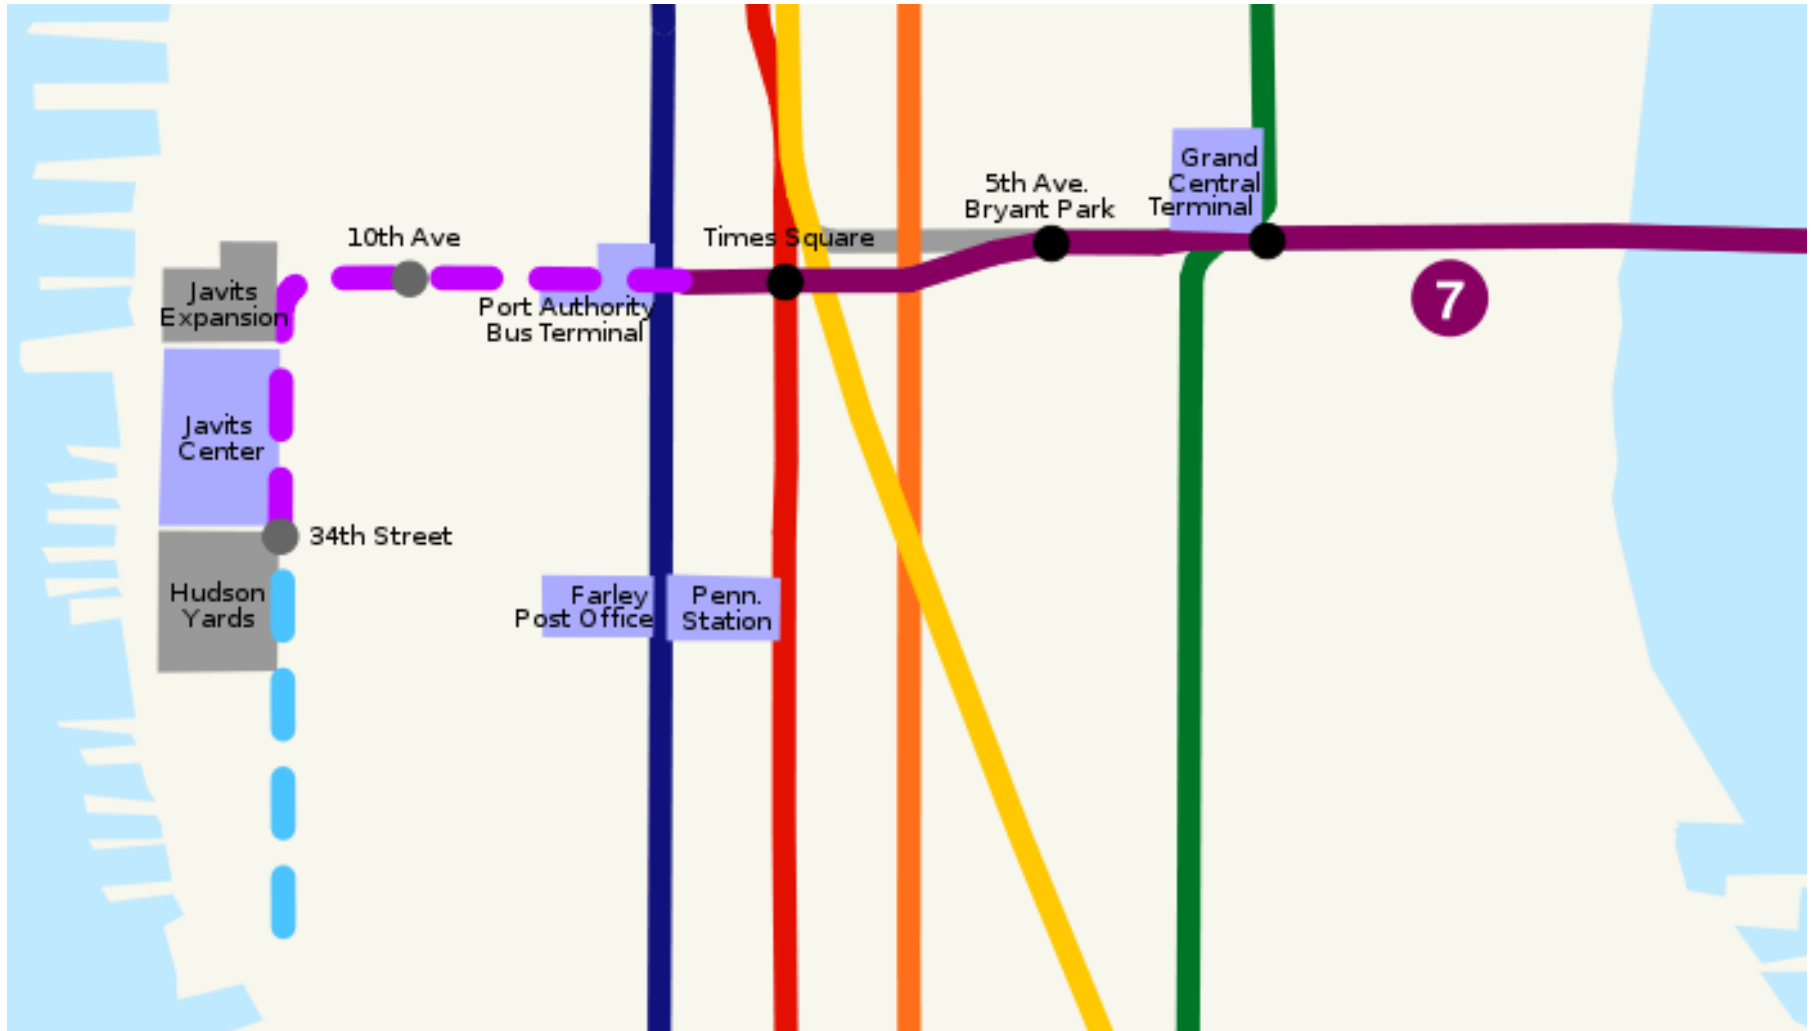 Grand
Central
Terminal
5th Ave.
Bryant Park
10th Ave
Times Square
Javits
Expansion
Port Authority
Bus Terminal
7
Javits
Center
34th Street
Hudson
Yards
Farley
Post Office
Penn.
Station